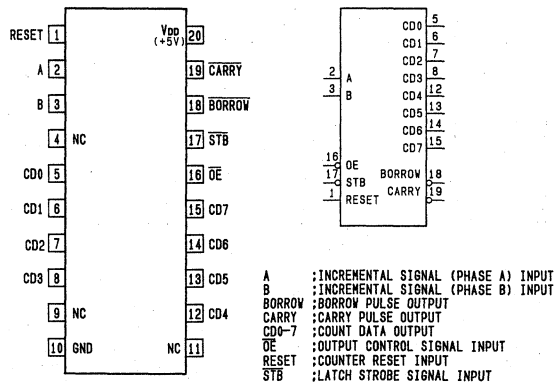 RESET 1
20 VDD (+5V)
A 2
19 CARRY
B 3
18 BORROW
4 NC
17 STB
CD0 5
16 OE
CD1 6
15 CD7
CD2 7
14 CD6
CD3 8
13 CD5
9 NC
12 CD4
10 GND
NC 11
CD0 5
CD1 6
CD2 7
2 A
CD3 8
3 B
CD4 12
CD5 13
CD6 14
CD7 15
16 OE
BORROW 18
17 STB
CARRY 19
1 RESET
A ;INCREMENTAL SIGNAL (PHASE A) INPUT
B ;INCREMENTAL SIGNAL (PHASE B) INPUT
BORROW ;BORROW PULSE OUTPUT
CARRY ;CARRY PULSE OUTPUT
CD0-7 ;COUNT DATA OUTPUT
OE ;OUTPUT CONTROL SIGNAL INPUT
RESET ;COUNTER RESET INPUT
STB ;LATCH STROBE SIGNAL INPUT